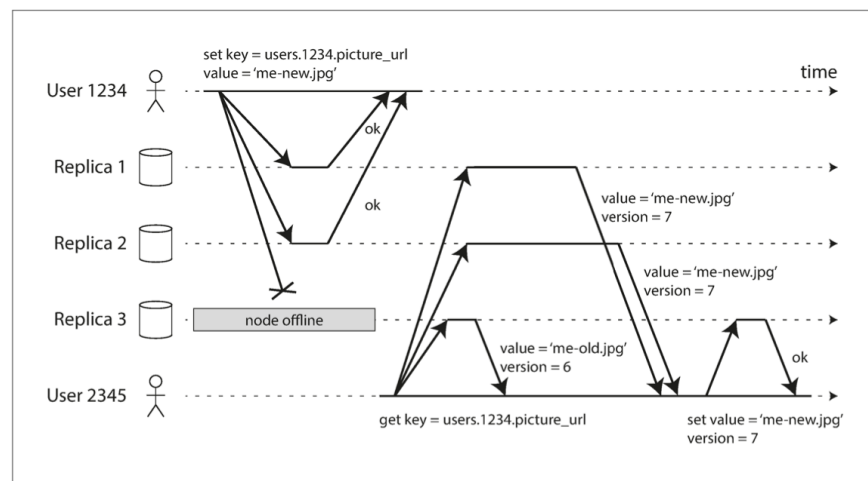 set key = users.1234.picture_url
value = ‘me-new.jpg’
time
User 1234
ok
Replica 1
value = ‘me-new.jpg’
version = 7
ok
Replica 2
value = ‘me-new.jpg’
version = 7
Replica 3
node offline
value = ‘me-old.jpg’
version = 6
ok
User 2345
get key = users.1234.picture_url
set value = ‘me-new.jpg’
version = 7